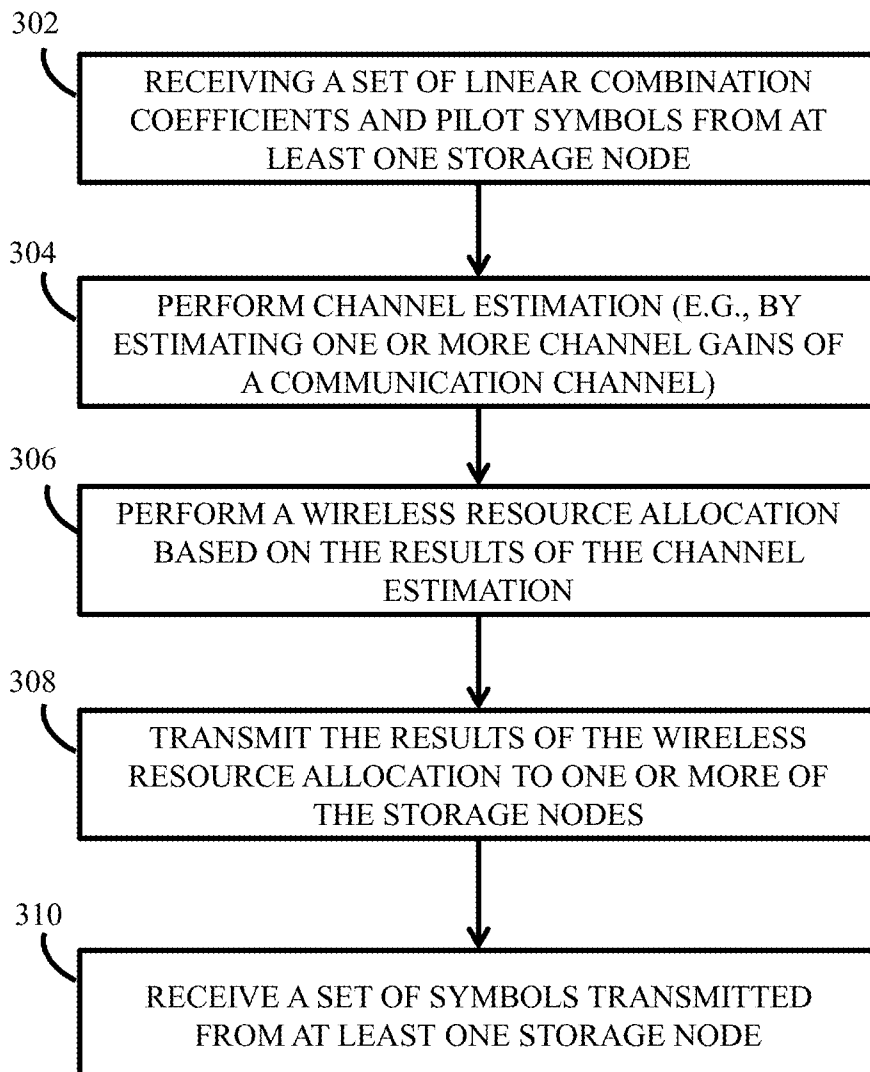 302
RECEIVING A SET OF LINEAR COMBINATION
COEFFICIENTS AND PILOT SYMBOLS FROM AT
LEAST ONE STORAGE NODE
304
PERFORM CHANNEL ESTIMATION (E.G., BY
ESTIMATING ONE OR MORE CHANNEL GAINS OF
A COMMUNICATION CHANNEL)
306
PERFORM A WIRELESS RESOURCE ALLOCATION
BASED ON THE RESULTS OF THE CHANNEL
ESTIMATION
308
TRANSMIT THE RESULTS OF THE WIRELESS
RESOURCE ALLOCATION TO ONE OR MORE OF
THE STORAGE NODES
310
RECEIVE A SET OF SYMBOLS TRANSMITTED
FROM AT LEAST ONE STORAGE NODE